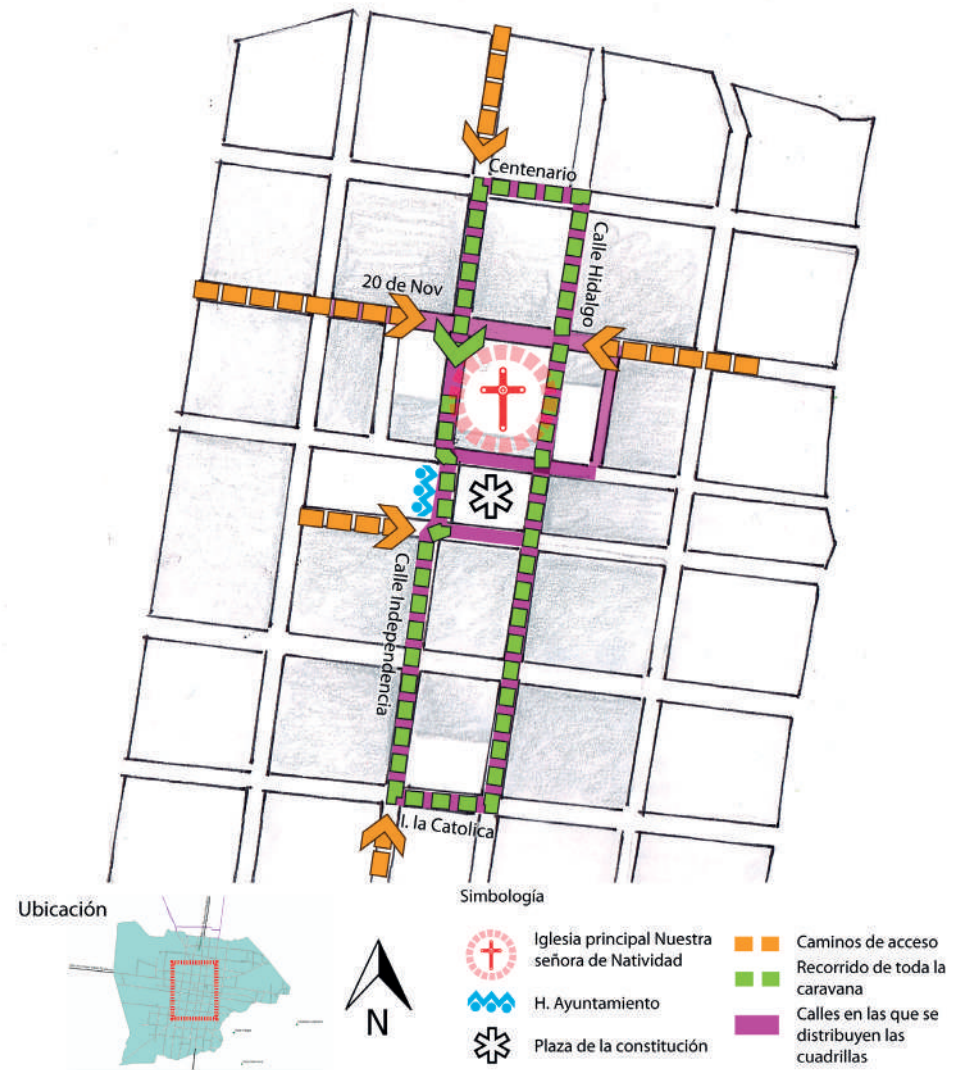 Centenario
Calle Hidalgo
20 de Nov
Calle Independencia
I. la Catolica
Simbología
Ubicación
N
Iglesia principal Nuestra
señora de Natividad
H. Ayuntamiento
Plaza de la constitución
Caminos de acceso
Recorrido de toda la
caravana
Calles en las que se
distribuyen las
cuadrillas